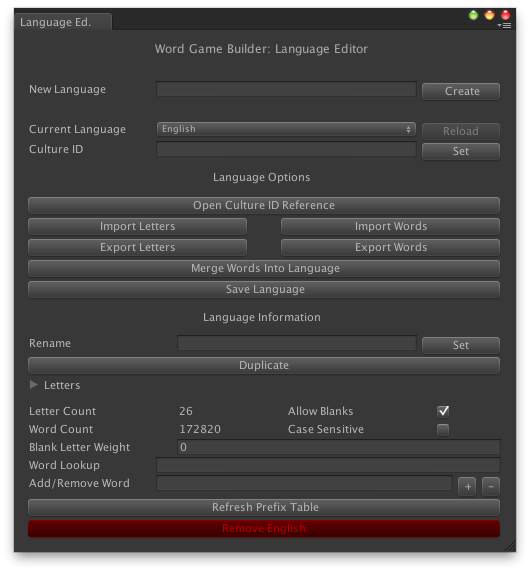 Language Ed.
Word Game Builder: Language Editor
New Language Create
Current Language English Reload
Culture ID Set
Language Options
Open Culture ID Reference
Import Letters Import Words
Export Letters Export Words
Merge Words Into Language
Save Language
Language Information
Rename Set
Duplicate
Letters
Letter Count 26 Allow Blanks
Word Count 172820 Case Sensitive
Blank Letter Weight 0
Word Lookup
Add/Remove Word + -
Refresh Prefix Table
Remove English